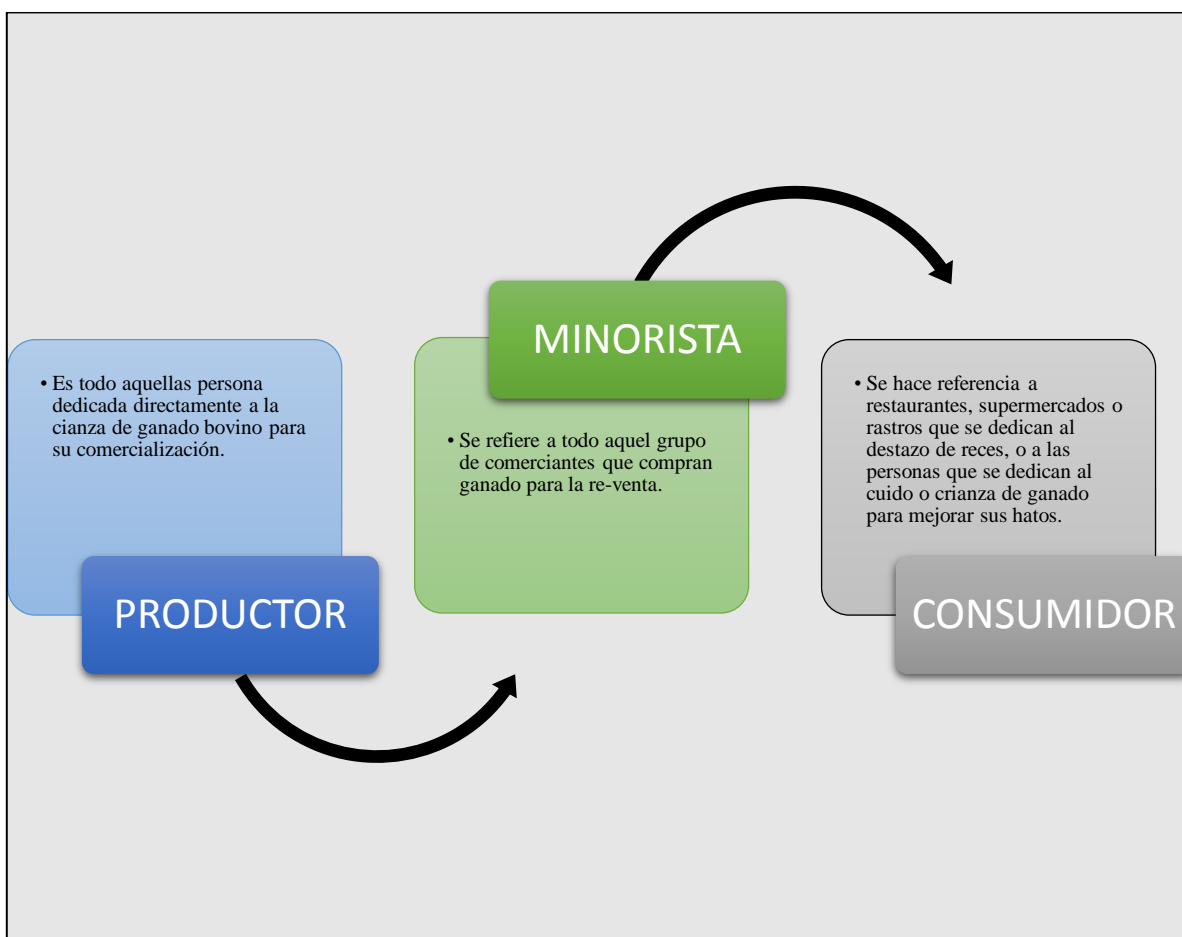 • Es todo aquellas persona
dedicada directamente a la
cianza de ganado bovino para
su comercialización.
PRODUCTOR
MINORISTA
• Se refiere a todo aquel grupo
de comerciantes que compran
ganado para la re-venta.
• Se hace referencia a
restaurantes, supermercados o
rastros que se dedican al
destazo de reces, o a las
personas que se dedican al
cuido o crianza de ganado
para mejorar sus hatos.
CONSUMIDOR